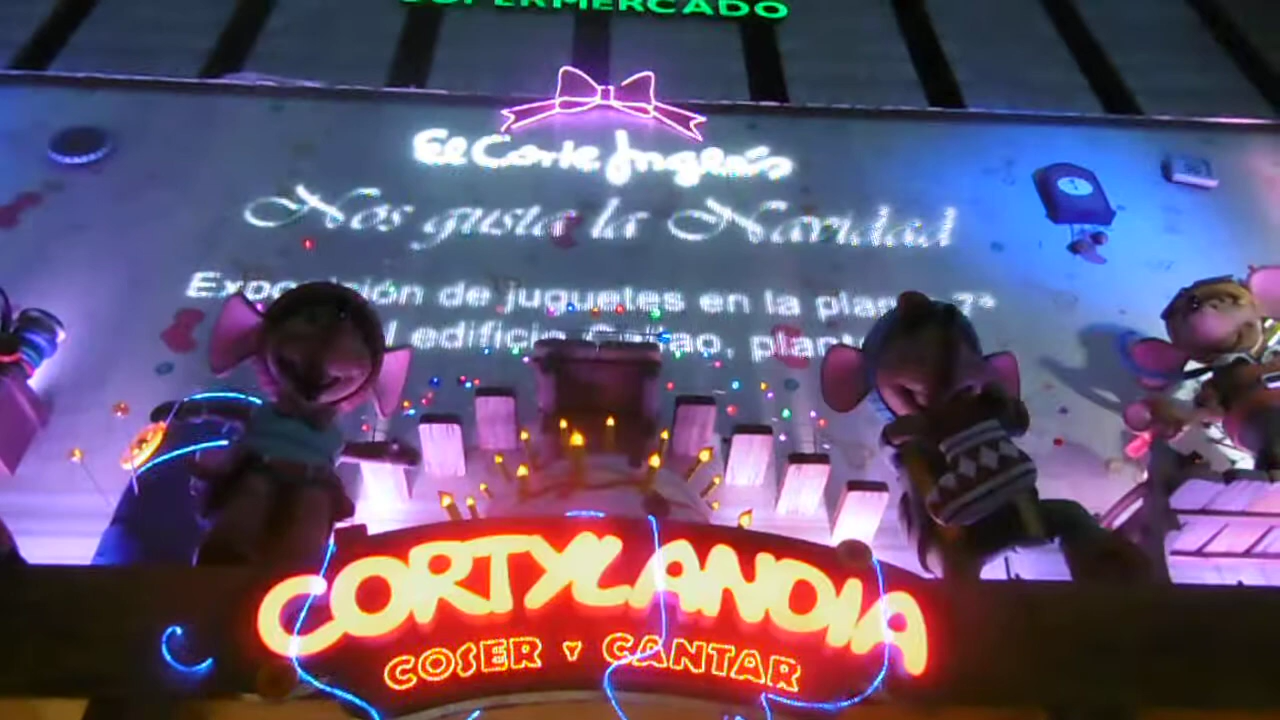 SUPERMERCADO
El Corte Inglés
Nos gusta la Navidad
Exposición de juguetes en la planta 7ª
edificio
CORTYLANDIA
COSER Y CANTAR